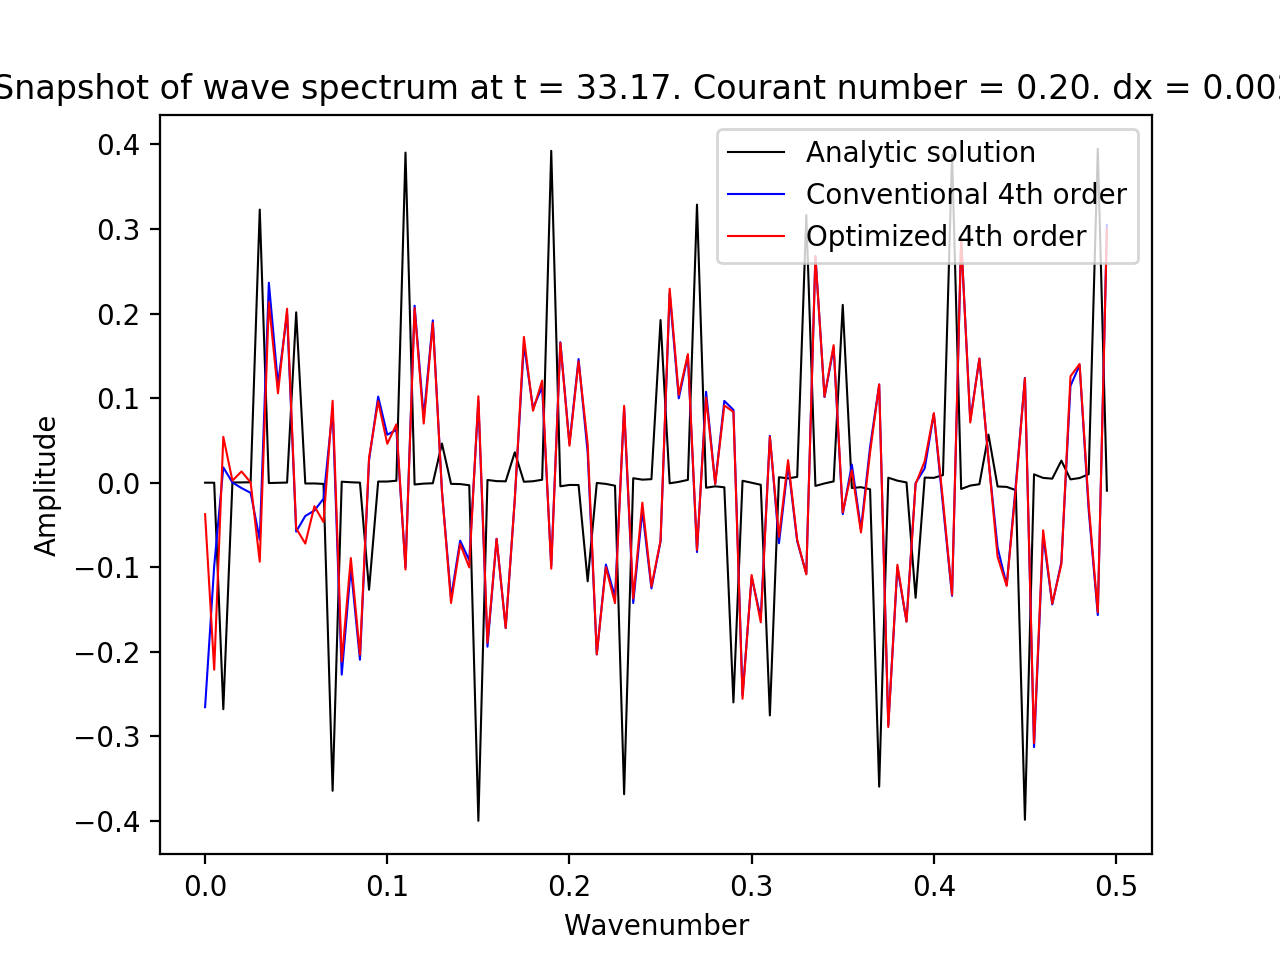 Snapshot of wave spectrum at t = 33.17. Courant number = 0.20. dx = 0.002
Analytic solution
Conventional 4th order
Optimized 4th order
Amplitude
0.4
0.3
0.2
0.1
0.0
−0.1
−0.2
−0.3
−0.4
0.0 0.1 0.2 0.3 0.4 0.5
Wavenumber